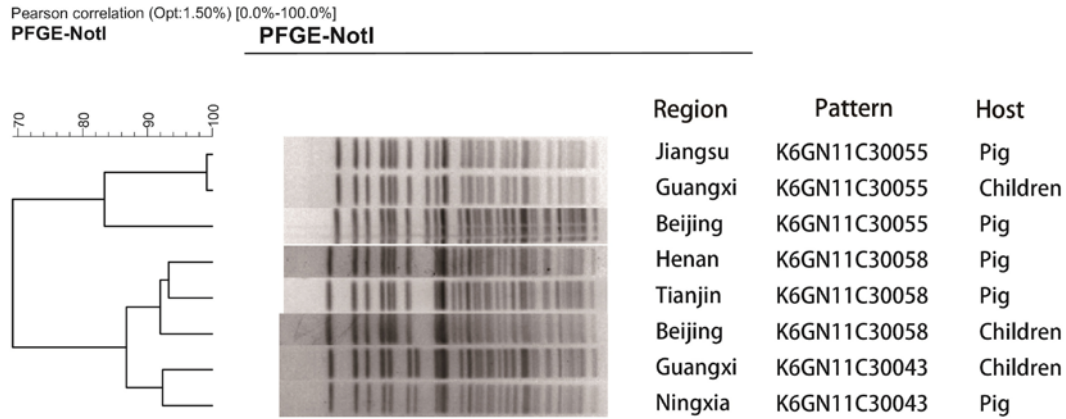 Pearson correlation (Opt:1.50%) [0.0%-100.0%]
PFGE-NotI PFGE-NotI
70 80 90 100
Region Pattern Host
Jiangsu K6GN11C30055 Pig
Guangxi K6GN11C30055 Children
Beijing K6GN11C30055 Pig
Henan K6GN11C30058 Pig
Tianjin K6GN11C30058 Pig
Beijing K6GN11C30058 Children
Guangxi K6GN11C30043 Children
Ningxia K6GN11C30043 Pig